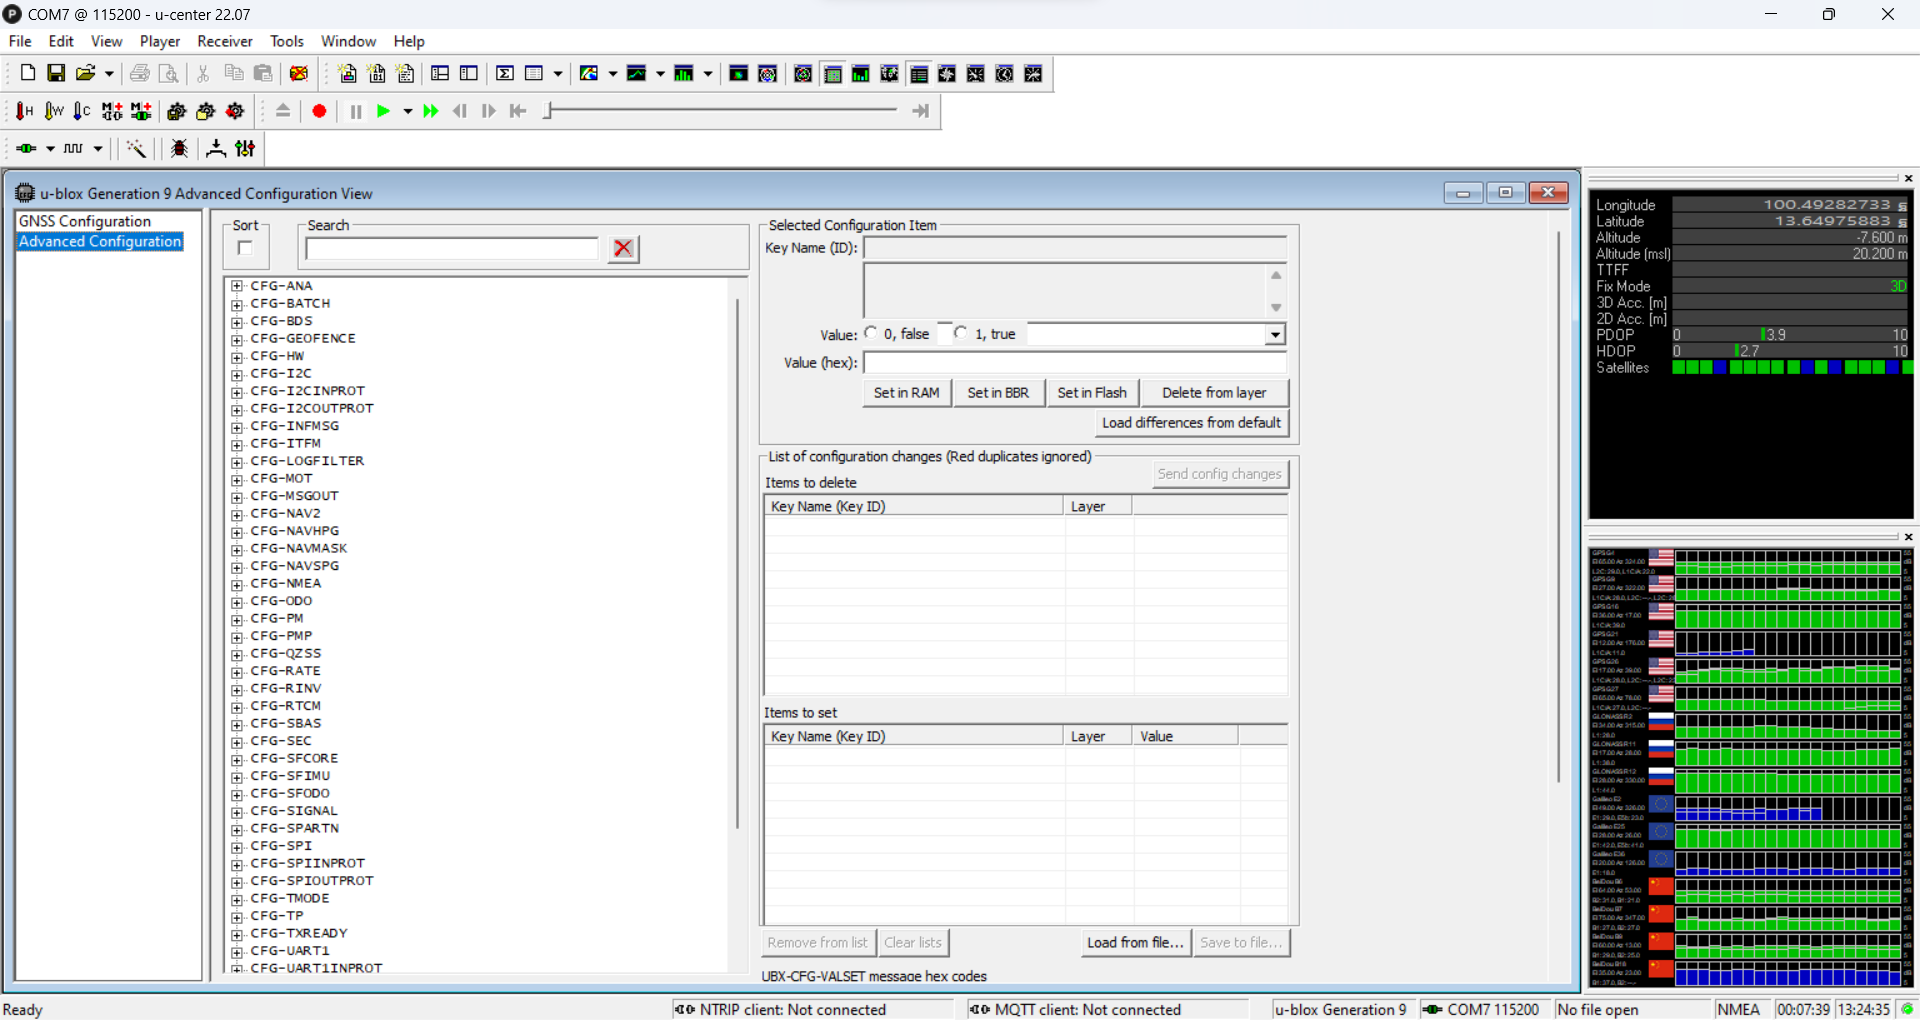 COM7 @ 115200 - u-center 22.07
File Edit View Player Receiver Tools Window Help
u-blox Generation 9 Advanced Configuration View
GNSS Configuration
Advanced Configuration
Sort
Search
CFG-ANA
CFG-BATCH
CFG-BDS
CFG-GEOFENCE
CFG-HW
CFG-I2C
CFG-I2CINPROT
CFG-I2COUTPROT
CFG-INFMSG
CFG-ITFM
CFG-LOGFILTER
CFG-MOT
CFG-MSGOUT
CFG-NAV2
CFG-NAVHPG
CFG-NAVMASK
CFG-NAVSPG
CFG-NMEA
CFG-ODO
CFG-PM
CFG-PMP
CFG-QZSS
CFG-RATE
CFG-RINV
CFG-RTCM
CFG-SBAS
CFG-SEC
CFG-SFCORE
CFG-SFIMU
CFG-SFODO
CFG-SIGNAL
CFG-SPARTN
CFG-SPI
CFG-SPIINPROT
CFG-SPIOUTPROT
CFG-TMODE
CFG-TP
CFG-TXREADY
CFG-UART1
CFG-UART1INPROT
Selected Configuration Item
Key Name (ID):
Value: 0, false 1, true
Value (hex):
Set in RAM Set in BBR Set in Flash Delete from layer
Load differences from default
List of configuration changes (Red duplicates ignored)
Send config changes
Items to delete
Key Name (Key ID) Layer
Items to set
Key Name (Key ID) Layer Value
Remove from list Clear lists Load from file... Save to file...
UBX-CFG-VALSET message hex codes
Longitude 100.49282733
Latitude 13.64975883
Altitude -7.600 m
Altitude (msl) 20.200 m
TTFF
Fix Mode 3D
3D Acc. [m]
2D Acc. [m]
PDOP 0 3.9 10
HDOP 0 2.7 10
Satellites
Ready NTRIP client: Not connected MQTT client: Not connected u-blox Generation 9 COM7 115200 No file open NMEA 00:07:39 13:24:35